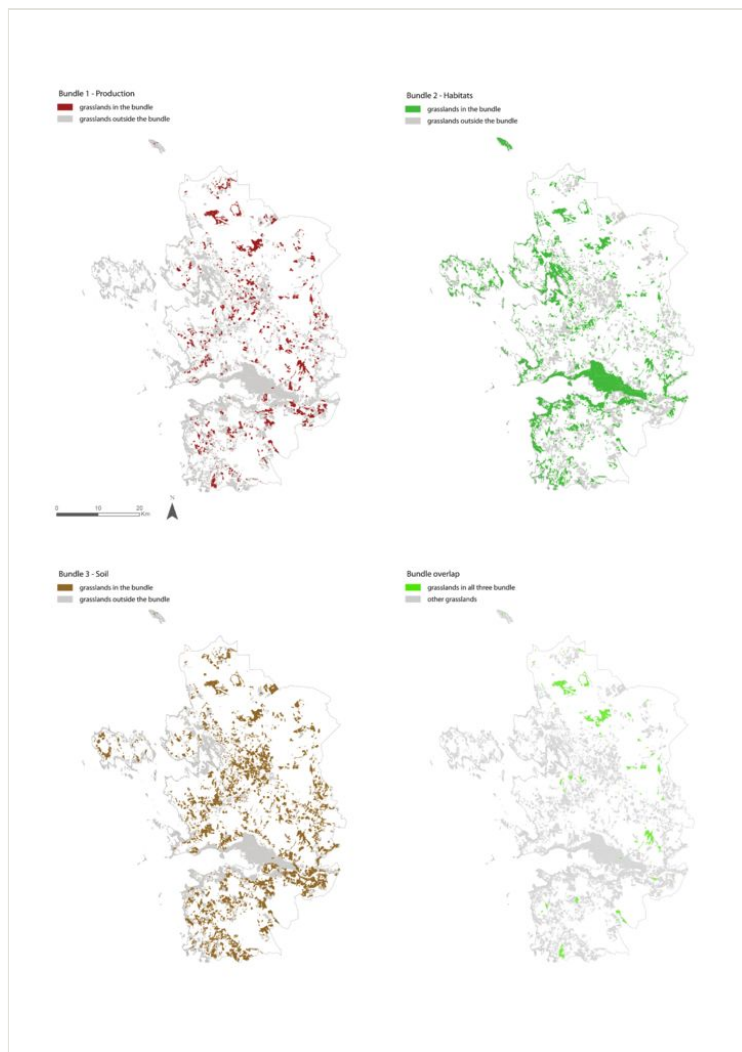 Bundle 1 - Production
grasslands in the bundle
grasslands outside the bundle
Bundle 2 - Habitats
grasslands in the bundle
grasslands outside the bundle
0 10 20
Km
N
Bundle 3 - Soil
grasslands in the bundle
grasslands outside the bundle
Bundle overlap
grasslands in all three bundle
other grasslands